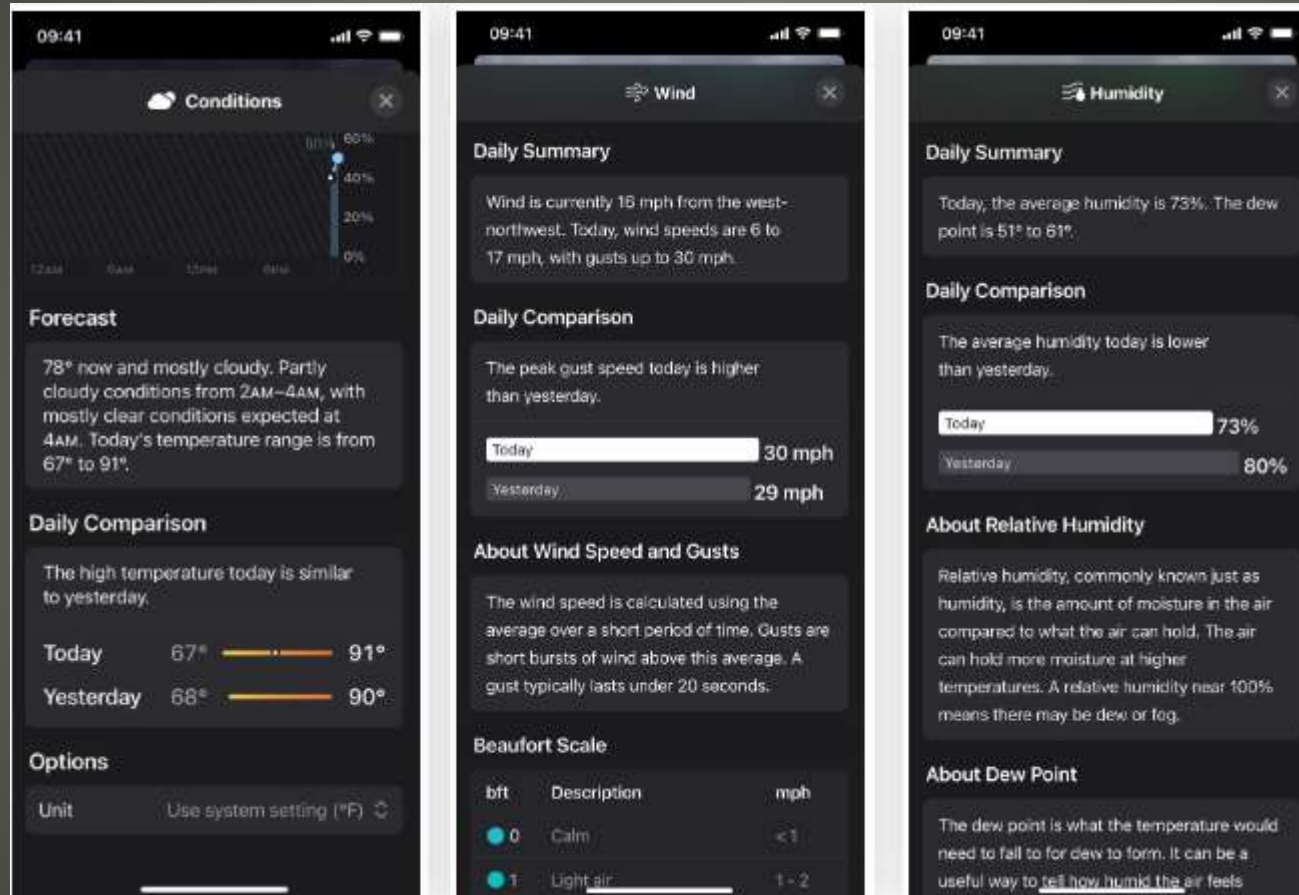 09:41
Conditions
60%
40%
20%
0%
12AM 6AM 12PM 6PM
Forecast
78° now and mostly cloudy. Partly
cloudy conditions from 2AM–4AM, with
mostly clear conditions expected at
4AM. Today's temperature range is from
67° to 91°.
Daily Comparison
The high temperature today is similar
to yesterday.
Today 67° 91°
Yesterday 68° 90°
Options
Unit Use system setting (°F)
09:41
Wind
Daily Summary
Wind is currently 16 mph from the west-
northwest. Today, wind speeds are 6 to
17 mph, with gusts up to 30 mph.
Daily Comparison
The peak gust speed today is higher
than yesterday.
Today 30 mph
Yesterday 29 mph
About Wind Speed and Gusts
The wind speed is calculated using the
average over a short period of time. Gusts are
short bursts of wind above this average. A
gust typically lasts under 20 seconds.
Beaufort Scale
bft Description mph
0 Calm <1
1 Light air 1 - 2
09:41
Humidity
Daily Summary
Today, the average humidity is 73%. The dew
point is 51° to 61°.
Daily Comparison
The average humidity today is lower
than yesterday.
Today 73%
Yesterday 80%
About Relative Humidity
Relative humidity, commonly known just as
humidity, is the amount of moisture in the air
compared to what the air can hold. The air
can hold more moisture at higher
temperatures. A relative humidity near 100%
means there may be dew or fog.
About Dew Point
The dew point is what the temperature would
need to fall to for dew to form. It can be a
useful way to tell how humid the air feels